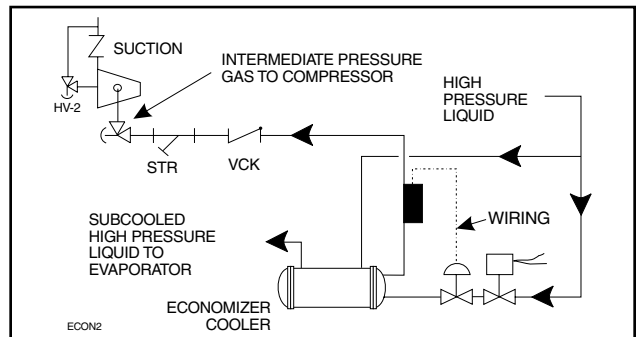 SUCTION
INTERMEDIATE PRESSURE
GAS TO COMPRESSOR
HIGH
PRESSURE
LIQUID
HV-2
STR
VCK
SUBCOOLED
HIGH PRESSURE
LIQUID TO
EVAPORATOR
WIRING
ECONOMIZER
COOLER
ECON2